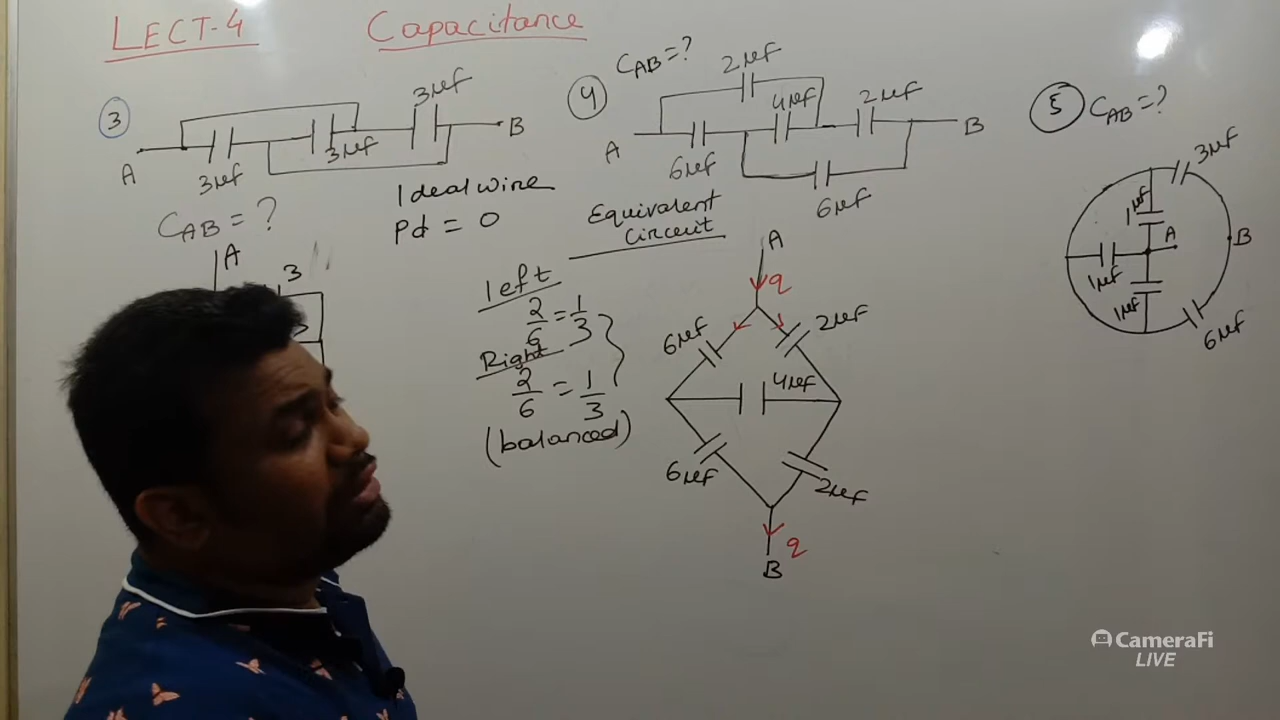 LECT-4 Capacitance
3
3μf
3μf
3μf
A
B
CAB = ?
Ideal wire
Pd = 0
A
3
4
CAB = ?
2μf
4μf
2μf
A
B
6μf
6μf
Equivalent
Circuit
left
2/6 = 1/3
Right
2/6 = 1/3
(balanced)
A
q
6μf
2μf
4μf
6μf
2μf
q
B
5
CAB = ?
3μf
1μf
A
B
1μf
1μf
6μf
CameraFi
LIVE